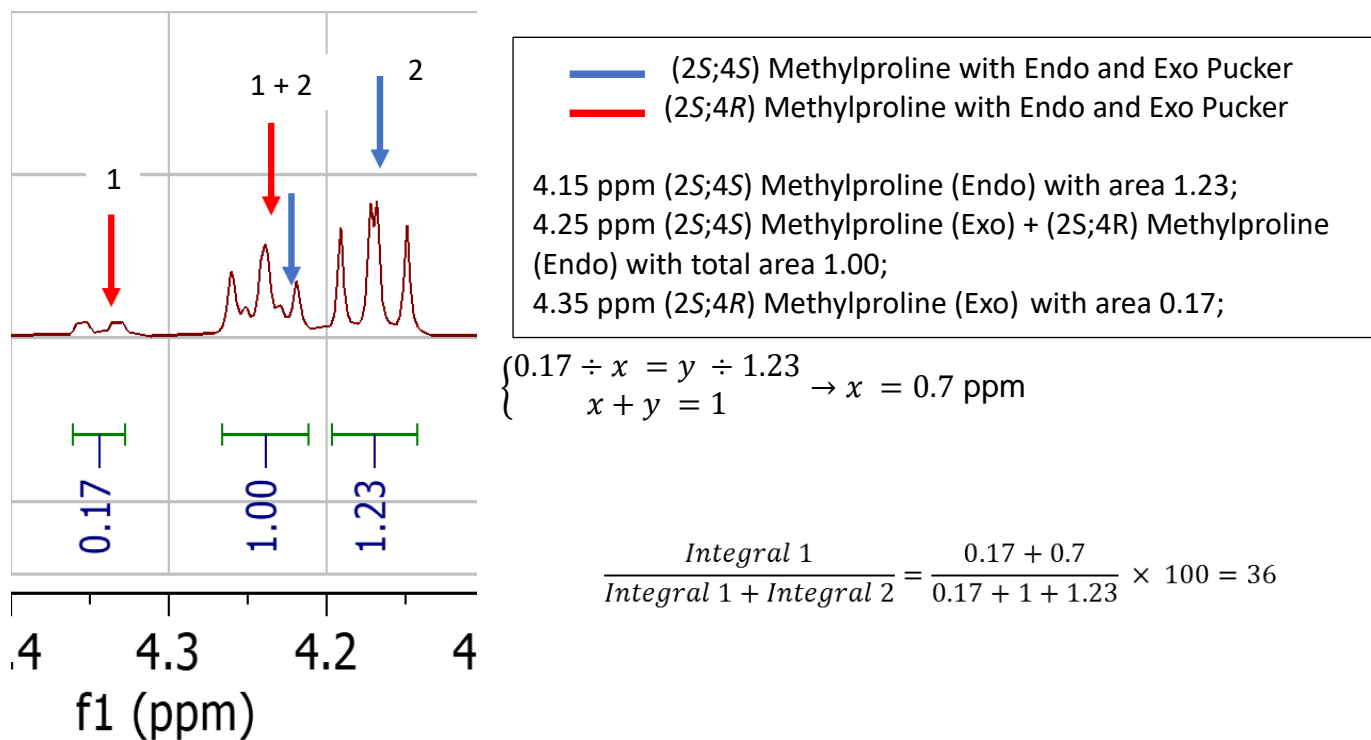 1
1 + 2
2
0.17
1.00
1.23
.4 4.3 4.2 4
f1 (ppm)
(2S;4S) Methylproline with Endo and Exo Pucker
(2S;4R) Methylproline with Endo and Exo Pucker
4.15 ppm (2S;4S) Methylproline (Endo) with area 1.23;
4.25 ppm (2S;4S) Methylproline (Exo) + (2S;4R) Methylproline
(Endo) with total area 1.00;
4.35 ppm (2S;4R) Methylproline (Exo) with area 0.17;
0.17 ÷ x = y ÷ 1.23
x + y = 1
→ x = 0.7 ppm
Integral 1
Integral 1 + Integral 2
=
0.17 + 0.7
0.17 + 1 + 1.23
× 100 = 36